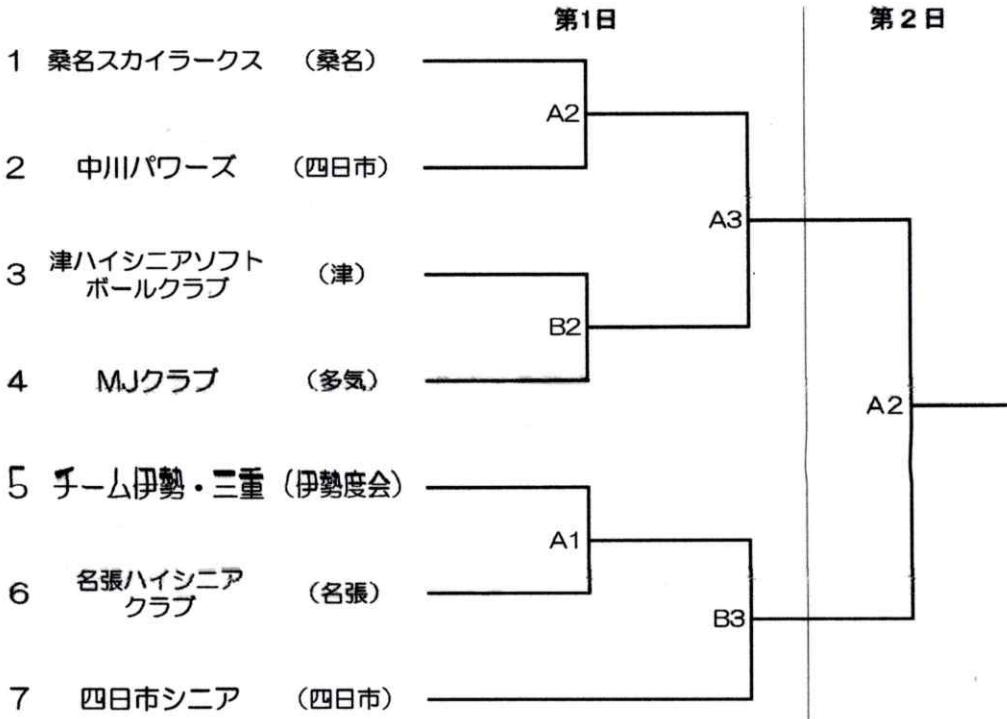 第1日
第2日
1 桑名スカイラークス (桑名)
A2
2 中川パワーズ (四日市)
A3
3 津ハイシニアソフト
ボールクラブ (津)
B2
4 MJクラブ (多気)
A2
5 チーム伊勢・三重 (伊勢度会)
A1
6 名張ハイシニア
クラブ (名張)
B3
7 四日市シニア (四日市)